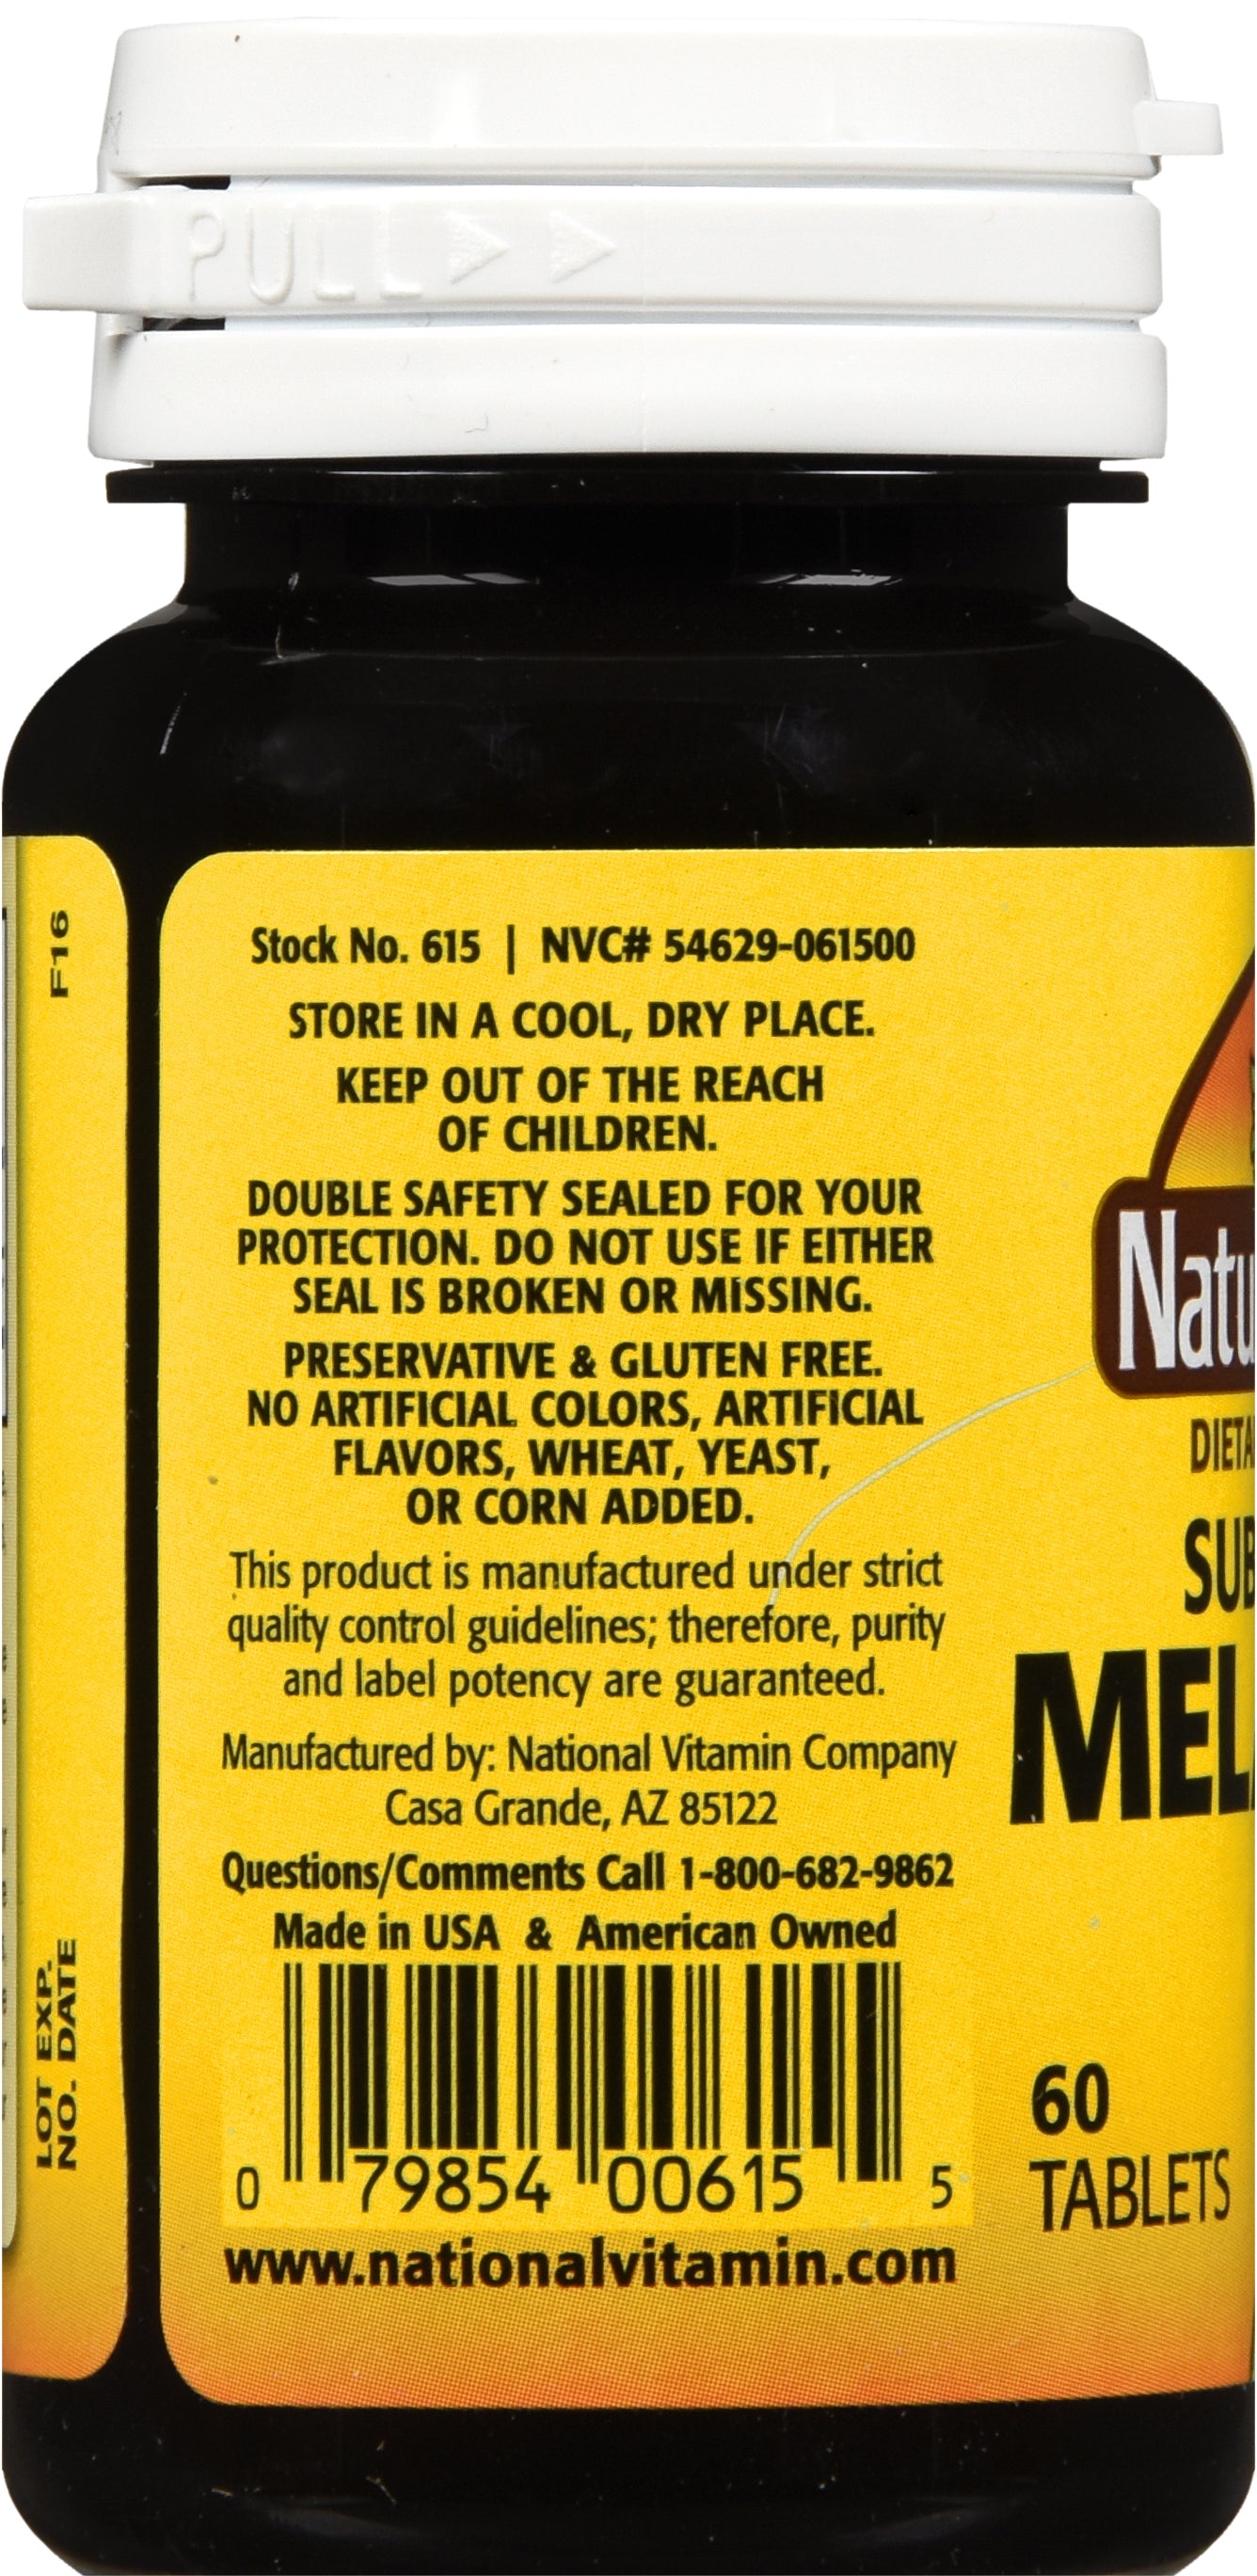 PULL
F16
LOT EXP.
NO. DATE
Stock No. 615 | NVC# 54629-061500
STORE IN A COOL, DRY PLACE.
KEEP OUT OF THE REACH
OF CHILDREN.
DOUBLE SAFETY SEALED FOR YOUR
PROTECTION. DO NOT USE IF EITHER
SEAL IS BROKEN OR MISSING.
PRESERVATIVE & GLUTEN FREE.
NO ARTIFICIAL COLORS, ARTIFICIAL
FLAVORS, WHEAT, YEAST,
OR CORN ADDED.
This product is manufactured under strict
quality control guidelines; therefore, purity
and label potency are guaranteed.
Manufactured by: National Vitamin Company
Casa Grande, AZ 85122
Questions/Comments Call 1-800-682-9862
Made in USA & American Owned
0 79854 00615 5
www.nationalvitamin.com
Natu
DIETA
SUB
MEL
60
TABLETS